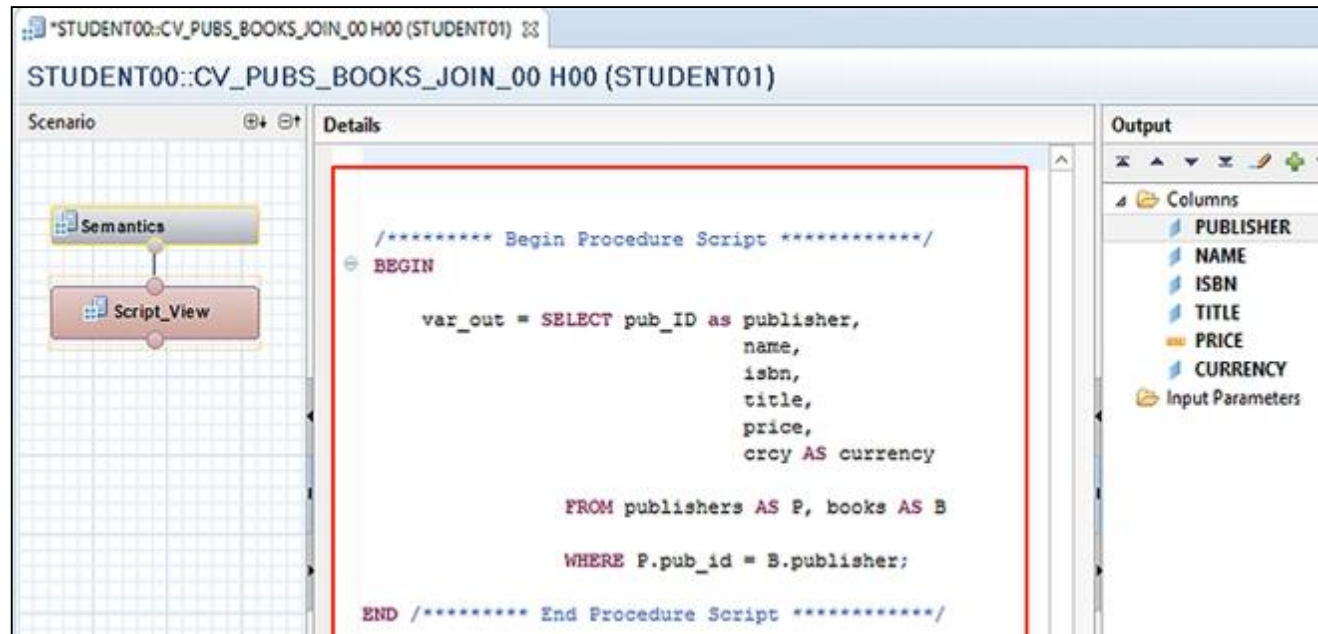 *STUDENT00::CV_PUBS_BOOKS_JOIN_00 H00 (STUDENT01)
STUDENT00::CV_PUBS_BOOKS_JOIN_00 H00 (STUDENT01)
Scenario
Semantics
Script_View
Details
/********* Begin Procedure Script ************/
BEGIN
var_out = SELECT pub_ID as publisher,
name,
isbn,
title,
price,
crcy AS currency
FROM publishers AS P, books AS B
WHERE P.pub_id = B.publisher;
END /********* End Procedure Script ************/
Output
Columns
PUBLISHER
NAME
ISBN
TITLE
PRICE
CURRENCY
Input Parameters